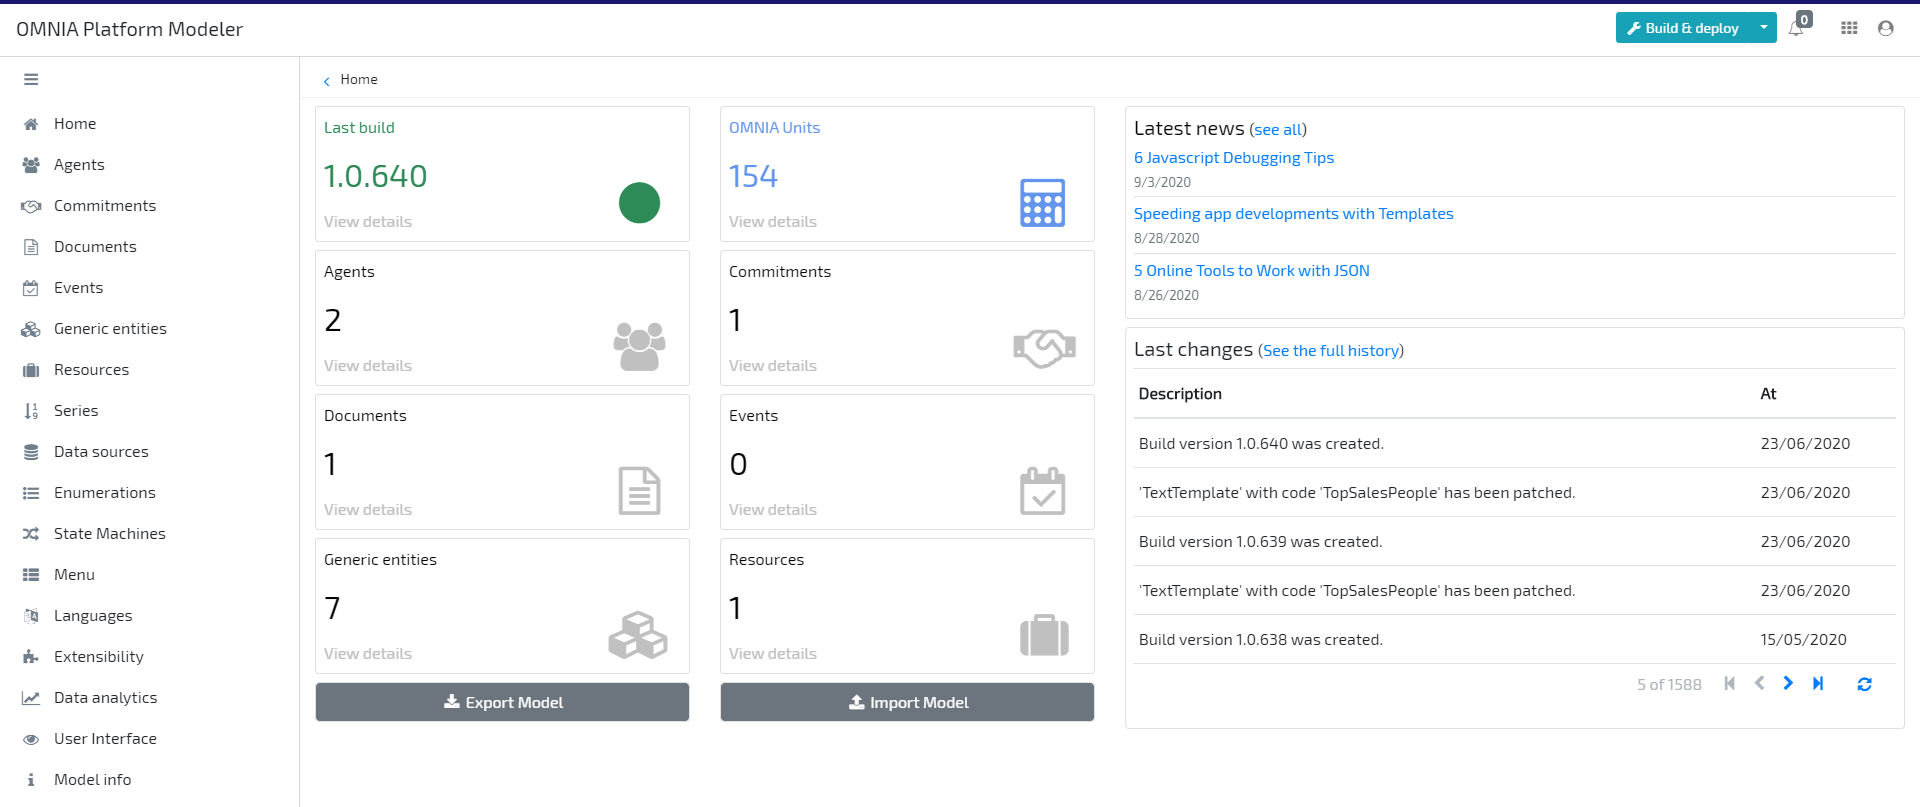 OMNIA Platform Modeler
Build & deploy
0
Home
Agents
Commitments
Documents
Events
Generic entities
Resources
Series
Data sources
Enumerations
State Machines
Menu
Languages
Extensibility
Data analytics
User Interface
Model info
Home
Last build
1.0.640
View details
OMNIA Units
154
View details
Agents
2
View details
Commitments
1
View details
Documents
1
View details
Events
0
View details
Generic entities
7
View details
Resources
1
View details
Export Model
Import Model
Latest news (see all)
6 Javascript Debugging Tips
9/3/2020
Speeding app developments with Templates
8/28/2020
5 Online Tools to Work with JSON
8/26/2020
Last changes (See the full history)
Description At
Build version 1.0.640 was created. 23/06/2020
'TextTemplate' with code 'TopSalesPeople' has been patched. 23/06/2020
Build version 1.0.639 was created. 23/06/2020
'TextTemplate' with code 'TopSalesPeople' has been patched. 23/06/2020
Build version 1.0.638 was created. 15/05/2020
5 of 1588